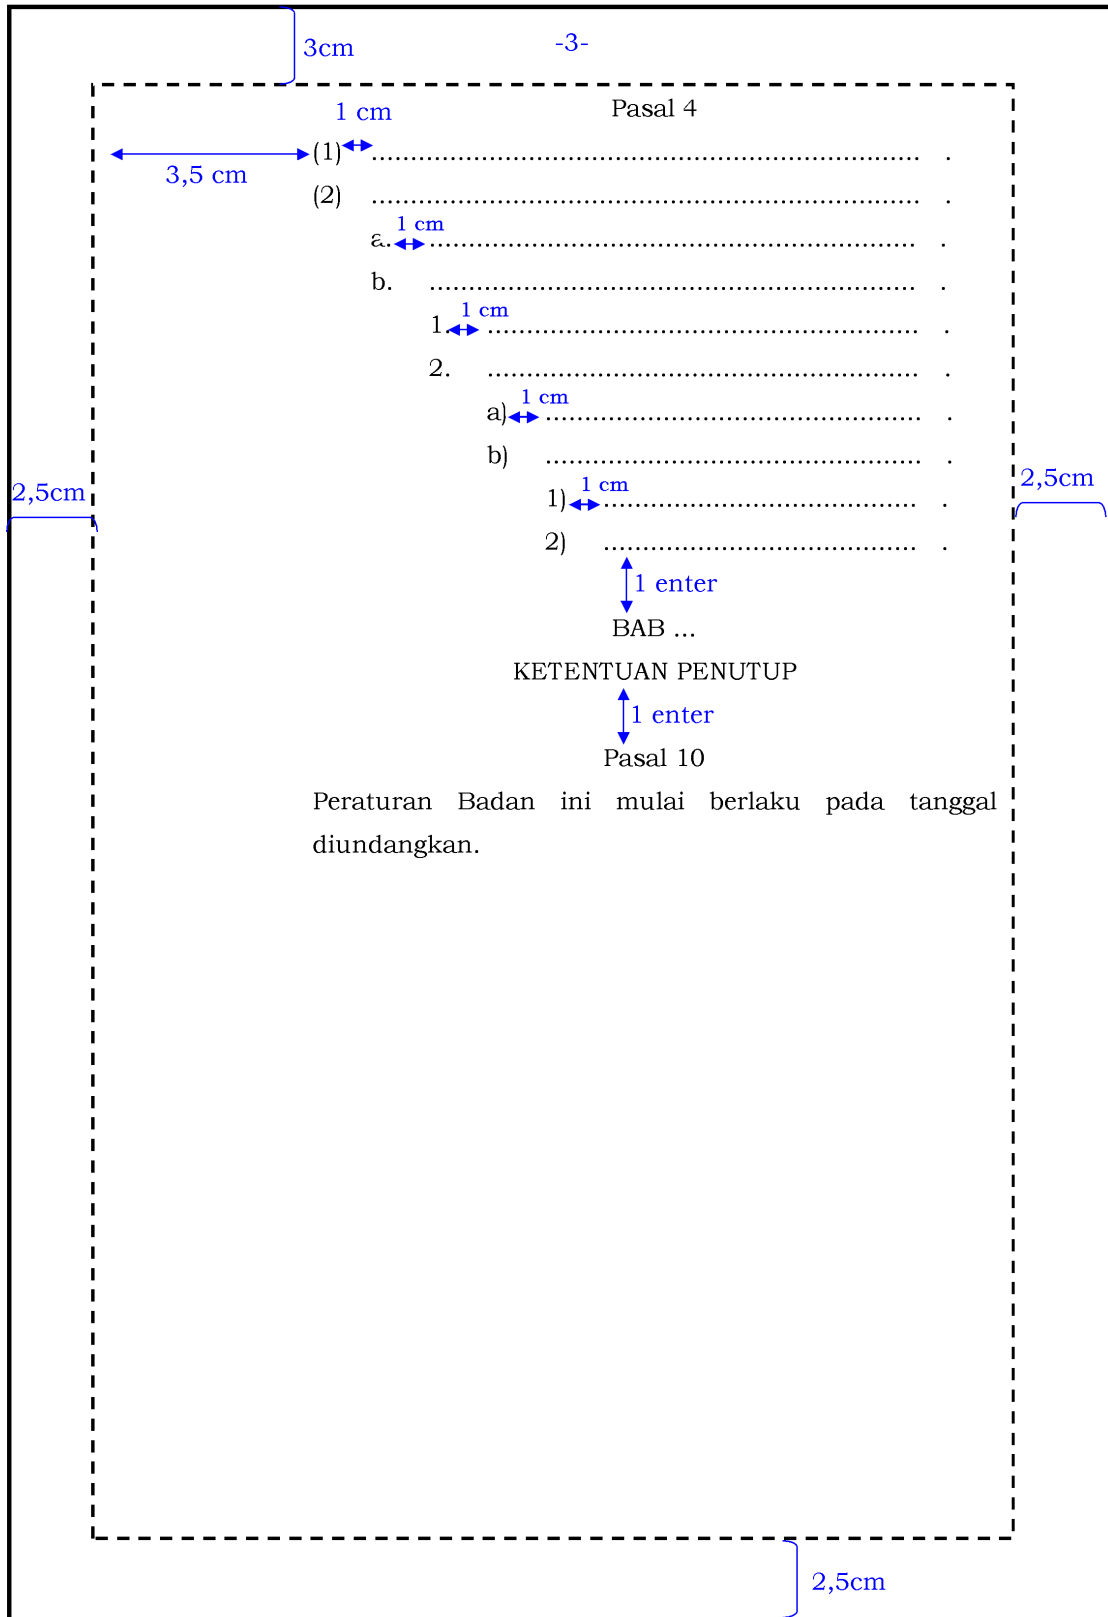 3cm
-3-
Pasal 4
1 cm
(1) ...................................................................... .
3,5 cm
(2) ...................................................................... .
1 cm
a. .............................................................. .
b. .............................................................. .
1 cm
1. ....................................................... .
2. ....................................................... .
1 cm
a) ................................................ .
b) ................................................ .
2,5cm
1 cm
2,5cm
1) ........................................ .
2) ........................................ .
1 enter
BAB ...
KETENTUAN PENUTUP
1 enter
Pasal 10
Peraturan Badan ini mulai berlaku pada tanggal
diundangkan.
2,5cm